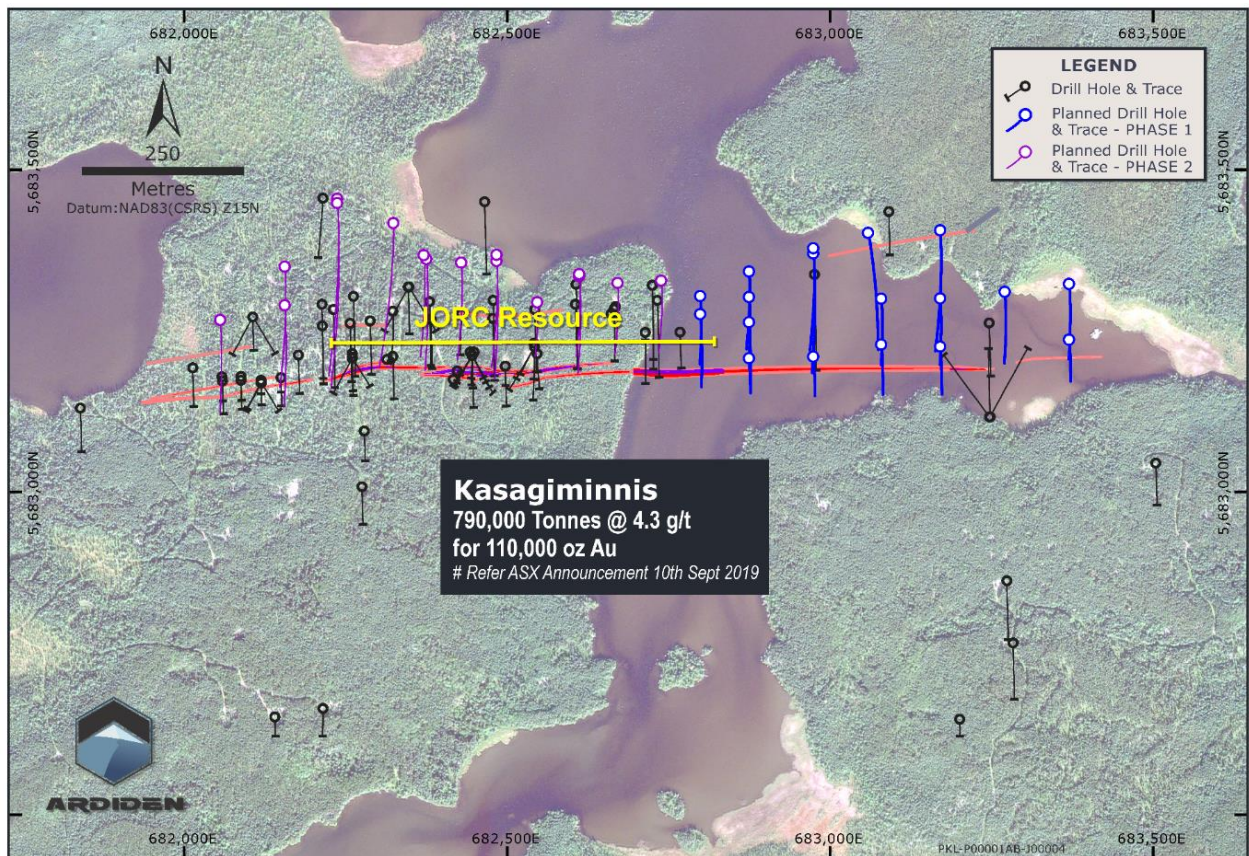 682,000E
682,500E
683,000E
683,500E
N
250
Metres
Datum:NAD83(CSRS) Z15N
LEGEND
Drill Hole & Trace
Planned Drill Hole
& Trace - PHASE 1
Planned Drill Hole
& Trace - PHASE 2
5,683,500N
5,683,500N
JORC Resource
5,683,000N
5,683,000N
Kasagiminnis
790,000 Tonnes @ 4.3 g/t
for 110,000 oz Au
# Refer ASX Announcement 10th Sept 2019
ARDIDEN
682,000E
682,500E
683,000E
683,500E
PKL-P00001AB-J00004